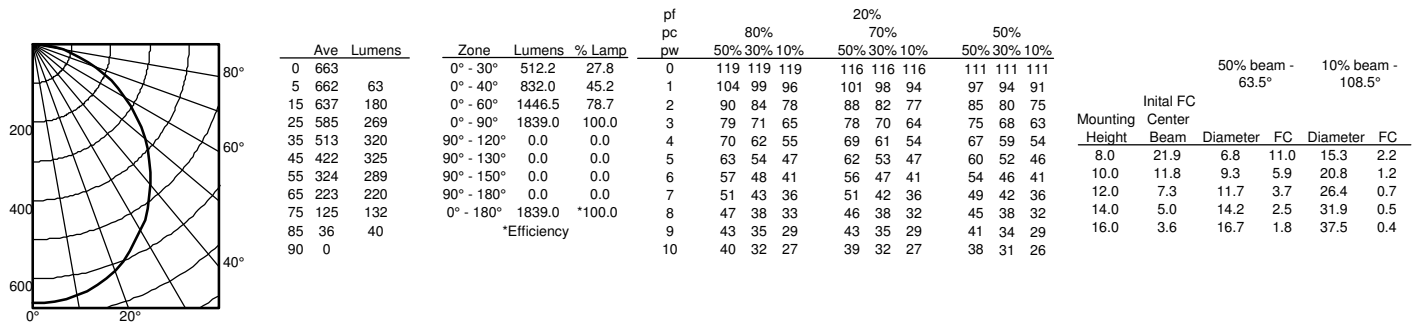 200
400
600
0°
20°
40°
60°
80°
Ave Lumens
0 663
5 662 63
15 637 180
25 585 269
35 513 320
45 422 325
55 324 289
65 223 220
75 125 132
85 36 40
90 0
Zone Lumens % Lamp
0° - 30° 512.2 27.8
0° - 40° 832.0 45.2
0° - 60° 1446.5 78.7
0° - 90° 1839.0 100.0
90° - 120° 0.0 0.0
90° - 130° 0.0 0.0
90° - 150° 0.0 0.0
90° - 180° 0.0 0.0
0° - 180° 1839.0 *100.0
*Efficiency
pf 20%
pc 80% 70% 50%
pw 50% 30% 10% 50% 30% 10% 50% 30% 10%
0 119 119 119 116 116 116 111 111 111
1 104 99 96 101 98 94 97 94 91
2 90 84 78 88 82 77 85 80 75
3 79 71 65 78 70 64 75 68 63
4 70 62 55 69 61 54 67 59 54
5 63 54 47 62 53 47 60 52 46
6 57 48 41 56 47 41 54 46 41
7 51 43 36 51 42 36 49 42 36
8 47 38 33 46 38 32 45 38 32
9 43 35 29 43 35 29 41 34 29
10 40 32 27 39 32 27 38 31 26
50% beam - 10% beam -
63.5° 108.5°
Inital FC
Mounting Center
Height Beam Diameter FC Diameter FC
8.0 21.9 6.8 11.0 15.3 2.2
10.0 11.8 9.3 5.9 20.8 1.2
12.0 7.3 11.7 3.7 26.4 0.7
14.0 5.0 14.2 2.5 31.9 0.5
16.0 3.6 16.7 1.8 37.5 0.4